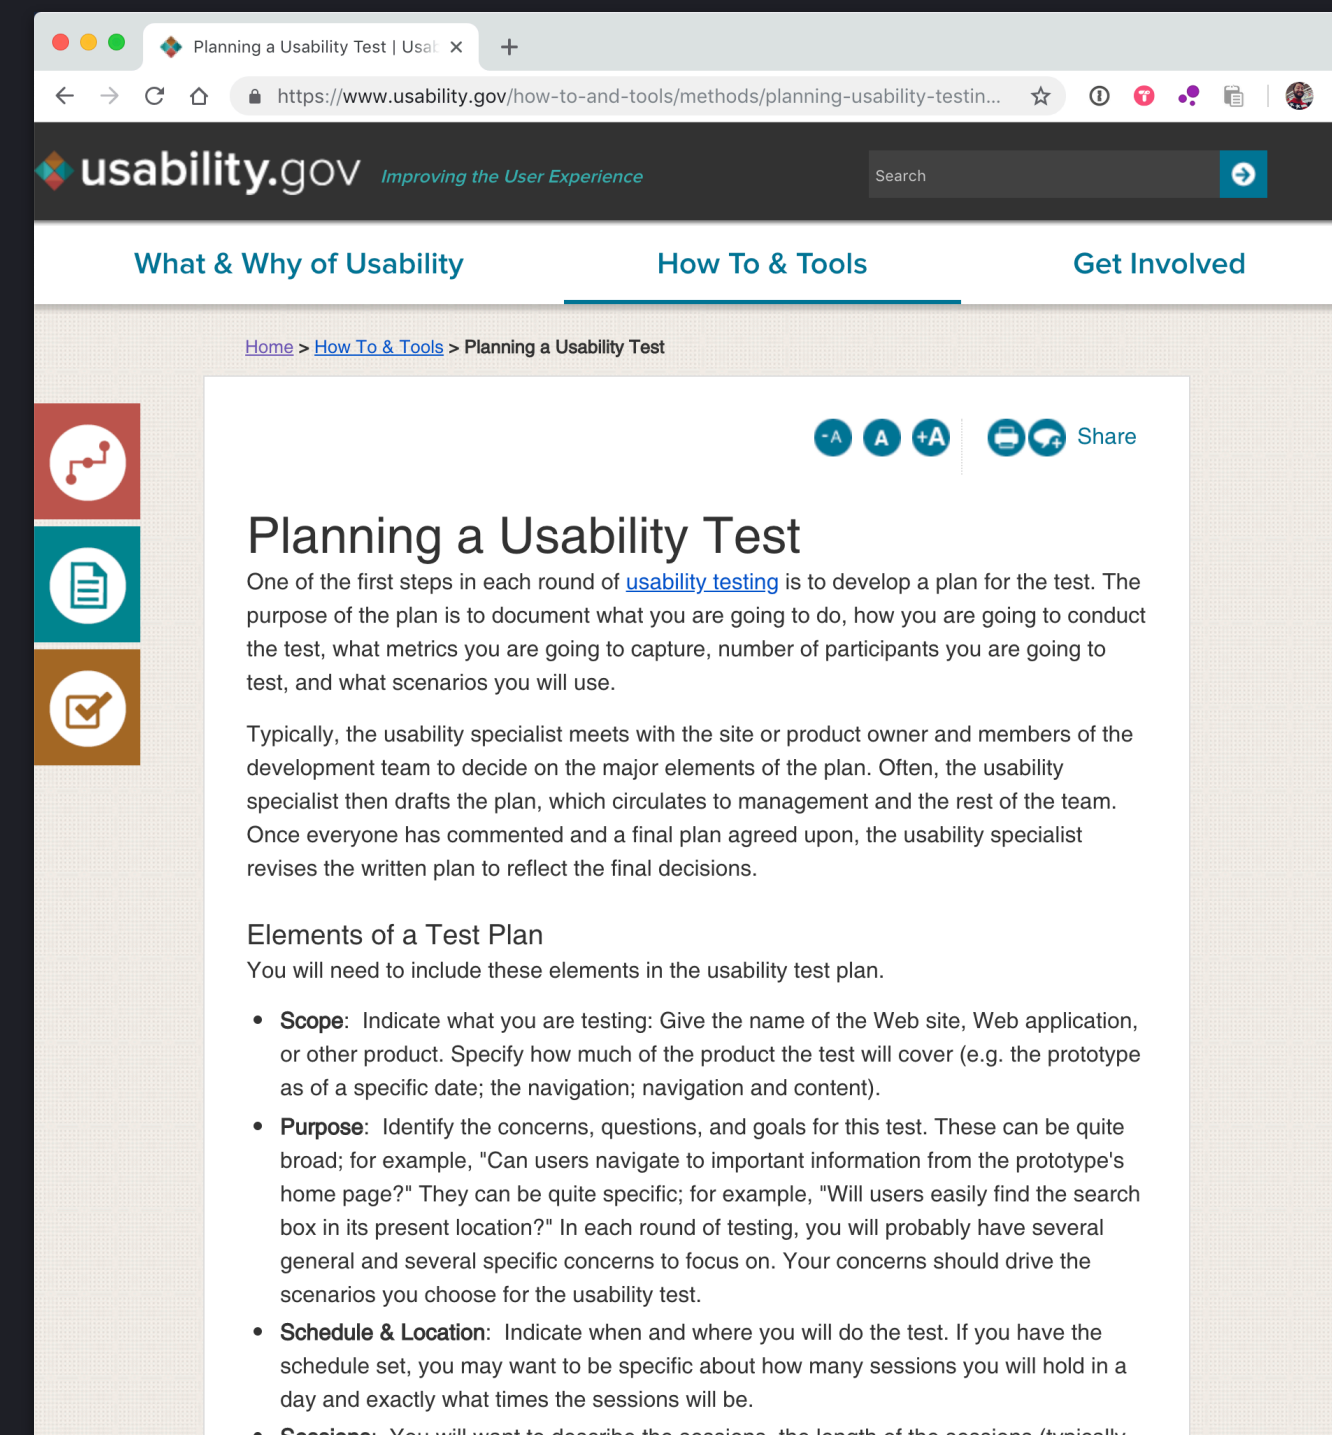 Planning a Usability Test | Usab
https://www.usability.gov/how-to-and-tools/methods/planning-usability-testin...
usability.gov Improving the User Experience
Search
What & Why of Usability How To & Tools Get Involved
Home > How To & Tools > Planning a Usability Test
-A A +A Share
Planning a Usability Test
One of the first steps in each round of usability testing is to develop a plan for the test. The
purpose of the plan is to document what you are going to do, how you are going to conduct
the test, what metrics you are going to capture, number of participants you are going to
test, and what scenarios you will use.
Typically, the usability specialist meets with the site or product owner and members of the
development team to decide on the major elements of the plan. Often, the usability
specialist then drafts the plan, which circulates to management and the rest of the team.
Once everyone has commented and a final plan agreed upon, the usability specialist
revises the written plan to reflect the final decisions.
Elements of a Test Plan
You will need to include these elements in the usability test plan.
• Scope: Indicate what you are testing: Give the name of the Web site, Web application,
or other product. Specify how much of the product the test will cover (e.g. the prototype
as of a specific date; the navigation; navigation and content).
• Purpose: Identify the concerns, questions, and goals for this test. These can be quite
broad; for example, "Can users navigate to important information from the prototype's
home page?" They can be quite specific; for example, "Will users easily find the search
box in its present location?" In each round of testing, you will probably have several
general and several specific concerns to focus on. Your concerns should drive the
scenarios you choose for the usability test.
• Schedule & Location: Indicate when and where you will do the test. If you have the
schedule set, you may want to be specific about how many sessions you will hold in a
day and exactly what times the sessions will be.
• Sessions: You will want to describe the sessions, the length of the sessions (typically